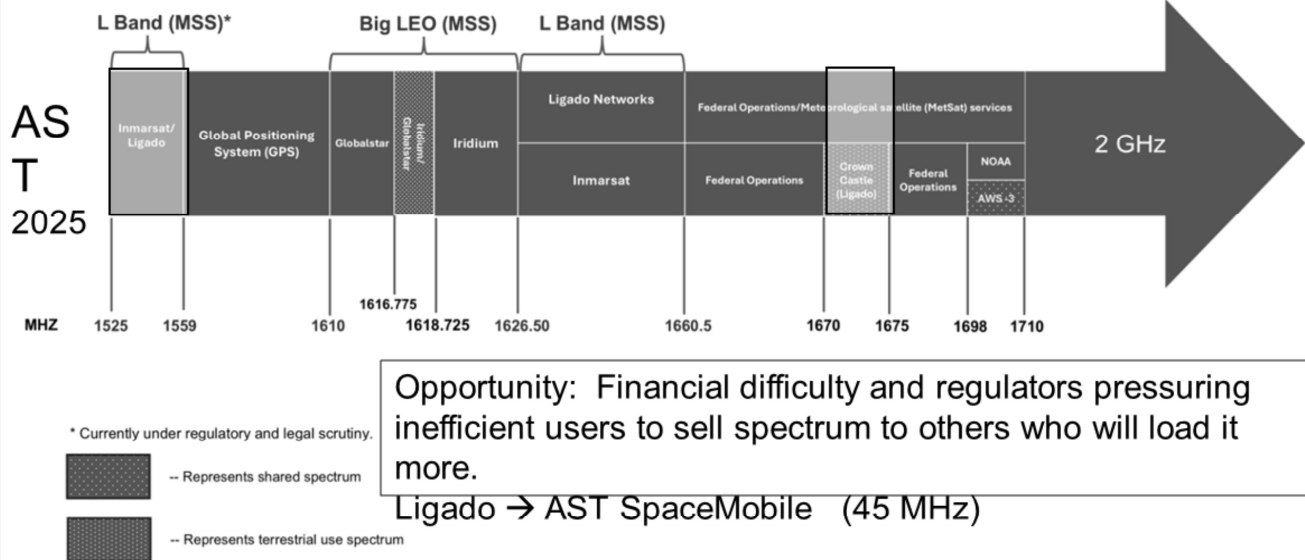 L Band (MSS)*
Big LEO (MSS)
L Band (MSS)
AS
T
2025
Inmarsat/
Ligado
Global Positioning
System (GPS)
Globalstar
Iridium/
Globalstar
Iridium
Ligado Networks
Inmarsat
Federal Operations/Meteorological satellite (MetSat) services
Federal Operations
Crown
Castle
(Ligado)
Federal
Operations
NOAA
AWS -3
2 GHz
MHZ
1525
1559
1610
1616.775
1618.725
1626.50
1660.5
1670
1675
1698
1710
* Currently under regulatory and legal scrutiny.
-- Represents shared spectrum
-- Represents terrestrial use spectrum
Opportunity: Financial difficulty and regulators pressuring
inefficient users to sell spectrum to others who will load it
more.
Ligado → AST SpaceMobile (45 MHz)